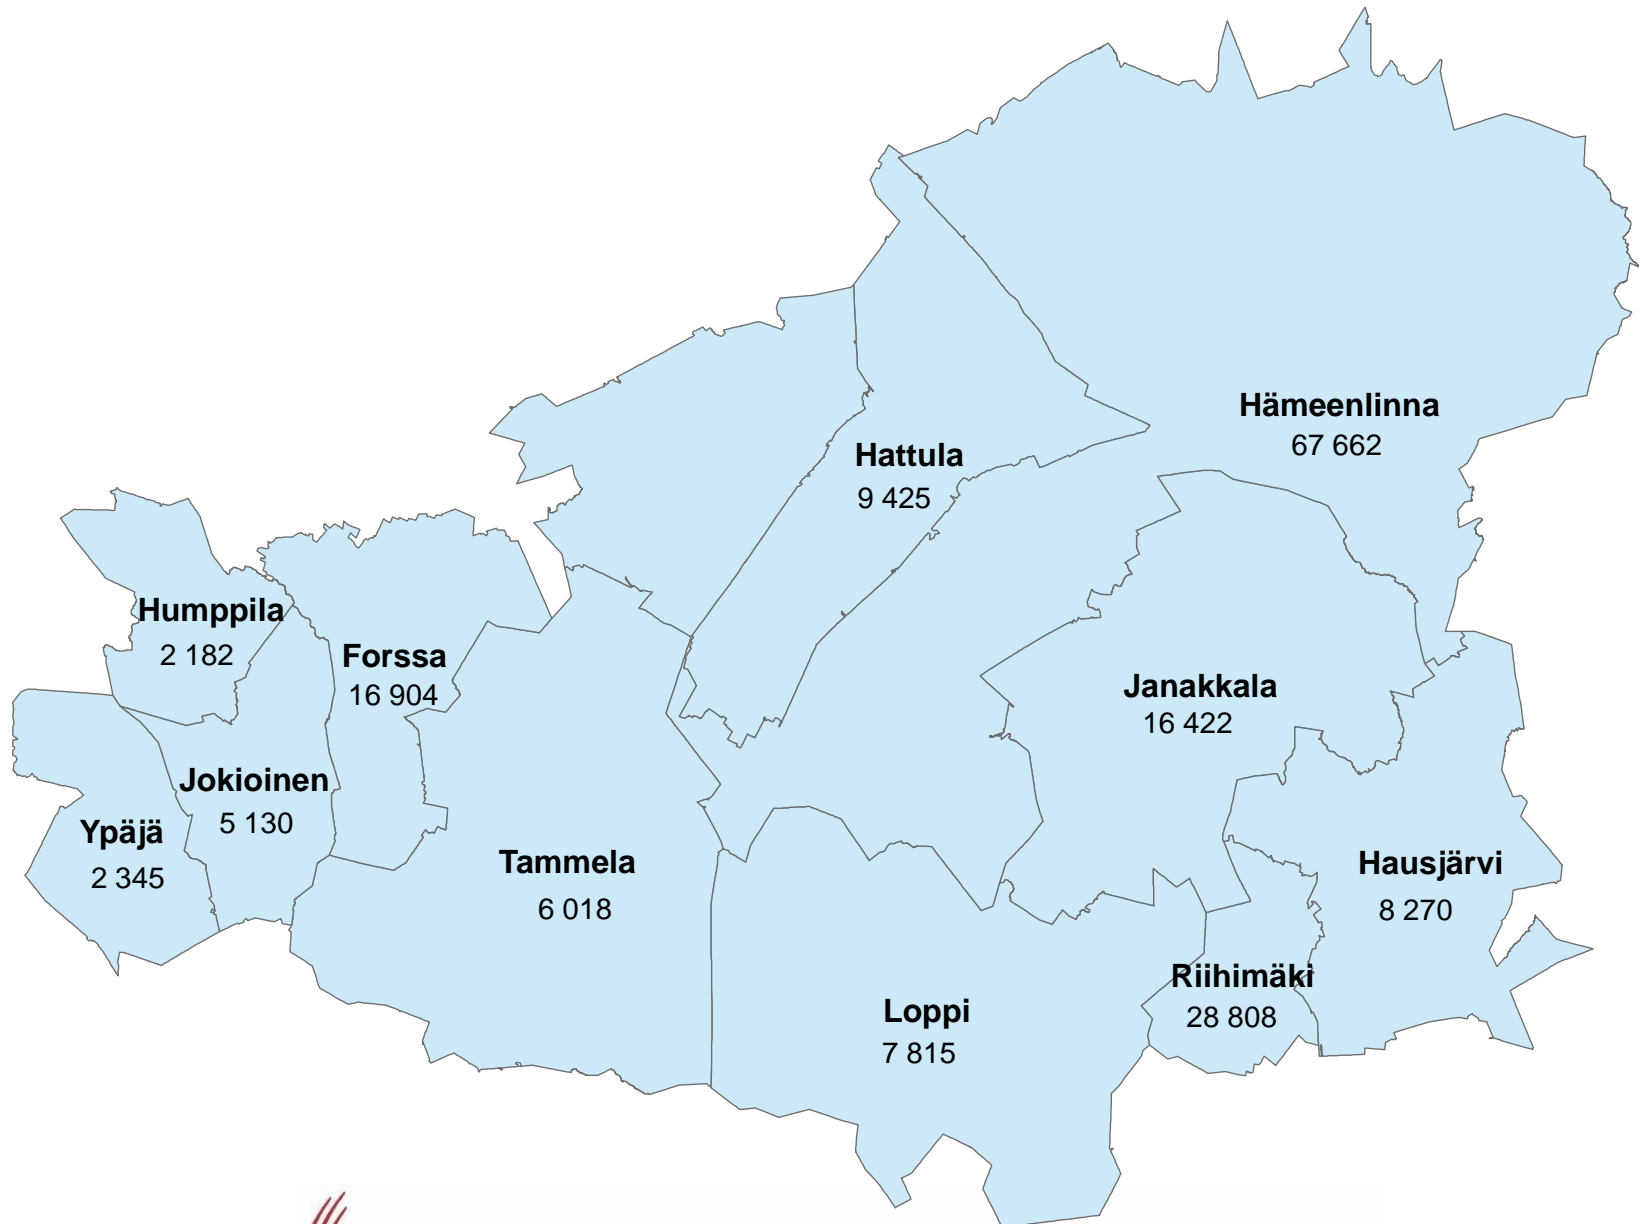 Hämeenlinna
67 662
Hattula
9 425
Humppila
2 182
Forssa
16 904
Janakkala
16 422
Jokioinen
5 130
Ypäjä
2 345
Tammela
6 018
Hausjärvi
8 270
Riihimäki
28 808
Loppi
7 815